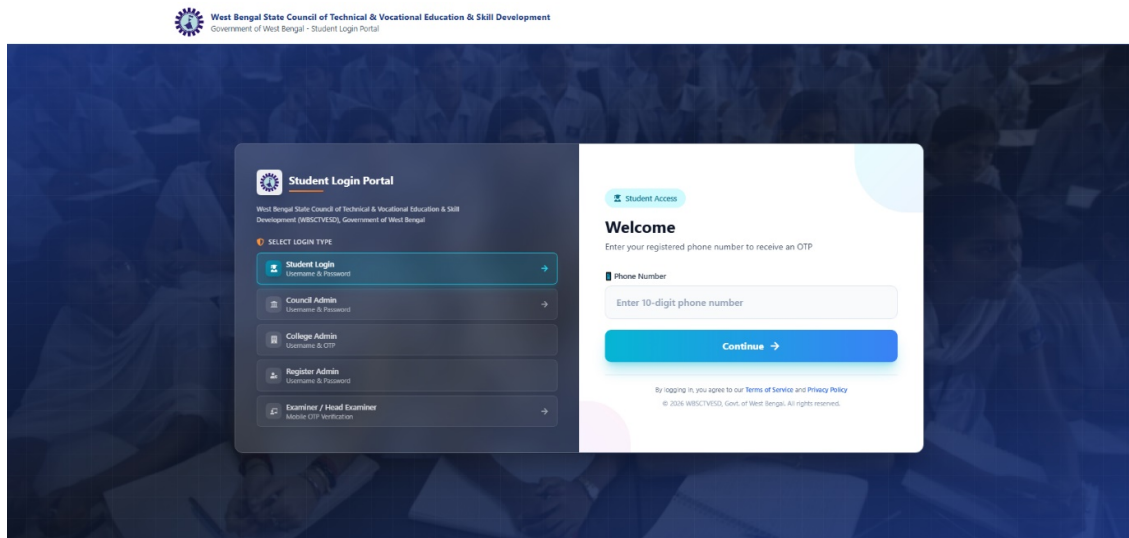 West Bengal State Council of Technical & Vocational Education & Skill Development
Government of West Bengal - Student Login Portal
Student Login Portal
West Bengal State Council of Technical & Vocational Education & Skill
Development (WBSCTVESD), Government of West Bengal
SELECT LOGIN TYPE
Student Login
Username & Password
Council Admin
Username & Password
College Admin
Username & OTP
Register Admin
Username & Password
Examiner / Head Examiner
Mobile OTP Verification
Student Access
Welcome
Enter your registered phone number to receive an OTP
Phone Number
Enter 10-digit phone number
Continue →
By logging in, you agree to our Terms of Service and Privacy Policy
© 2026 WBSCTVESD, Govt. of West Bengal. All rights reserved.